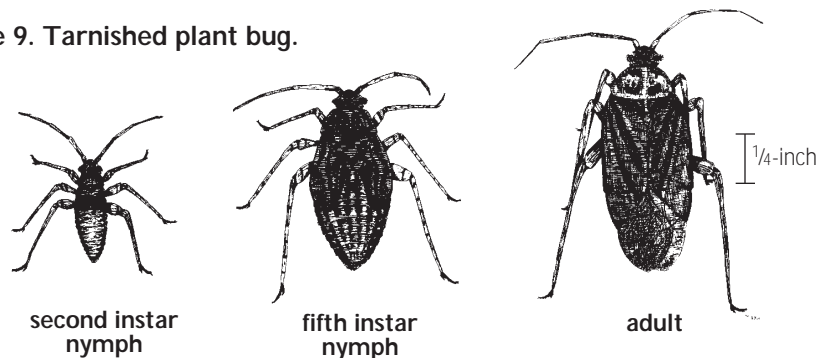 e 9. Tarnished plant bug.
1/4-inch
second instar
nymph
fifth instar
nymph
adult